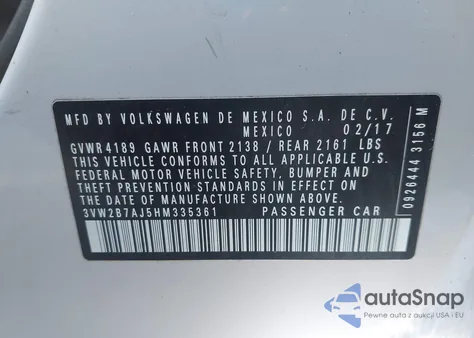 MFD BY VOLKSWAGEN DE MEXICO S.A. DE C.V.
MEXICO 02/17
GVWR 4189 GAWR FRONT 2138 / REAR 2161 LBS
THIS VEHICLE CONFORMS TO ALL APPLICABLE U.S.
FEDERAL MOTOR VEHICLE SAFETY, BUMPER AND
THEFT PREVENTION STANDARDS IN EFFECT ON
THE DATE OF MANUFACTURE SHOWN ABOVE.
3VW2B7AJ5HM335361 PASSENGER CAR
0926444 3156 M
autoSnap
Pewne auta z dostawą z USA i EU